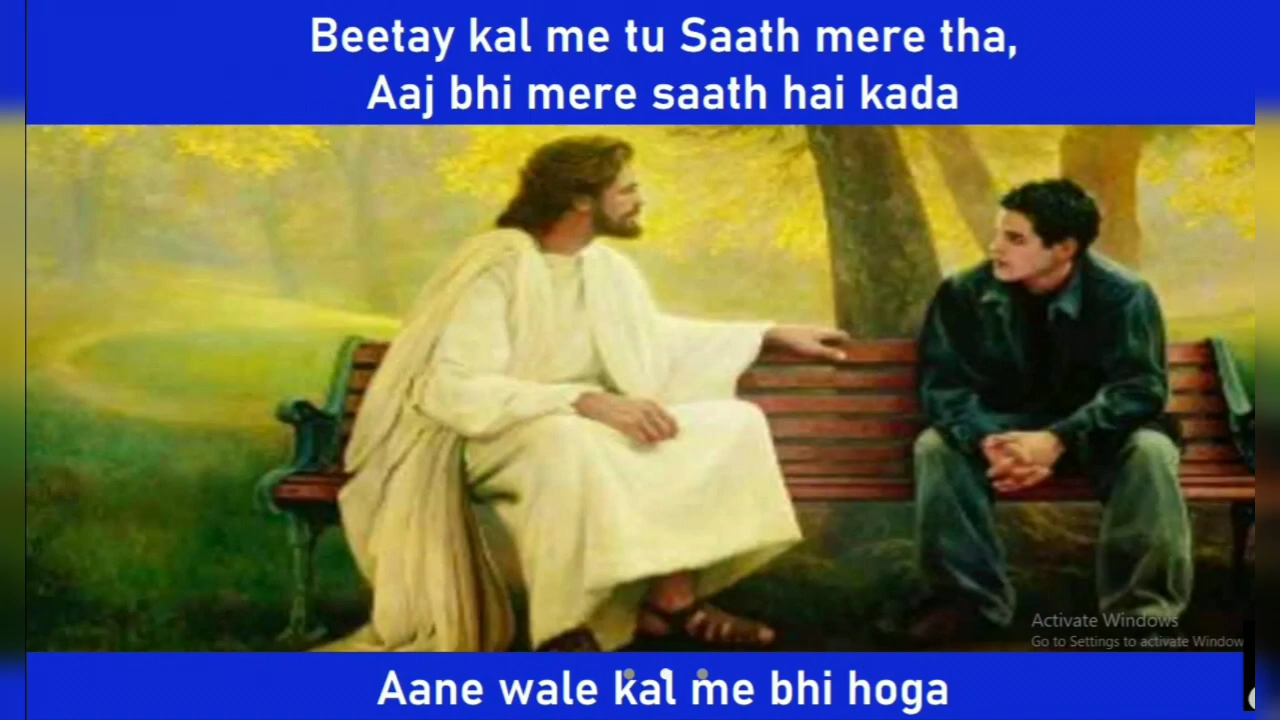 Beetay kal me tu Saath mere tha,
Aaj bhi mere saath hai kada
Activate Windows
Go to Settings to activate Window
Aane wale kal me bhi hoga